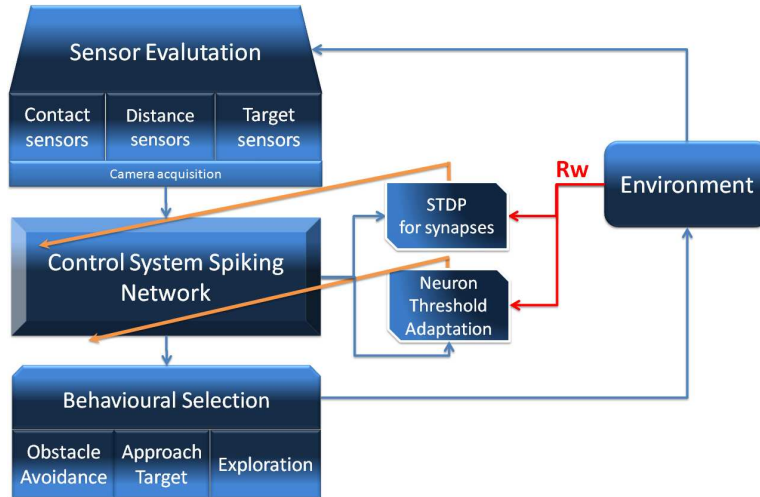 Sensor Evalutation
Contact
sensors
Distance
sensors
Target
sensors
Camera acquisition
Rw
Environment
STDP
for synapses
Control System Spiking
Network
Neuron
Threshold
Adaptation
Behavioural Selection
Obstacle
Avoidance
Approach
Target
Exploration